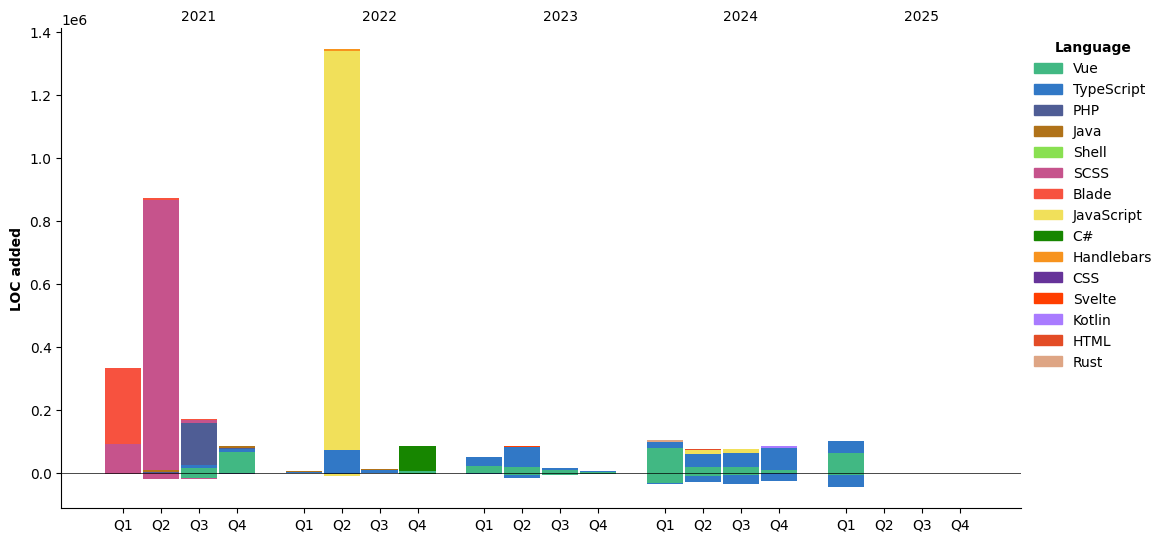 1e6
2021 2022 2023 2024 2025
1.4
1.2
1.0
0.8
0.6
0.4
0.2
0.0
LOC added
Q1 Q2 Q3 Q4 Q1 Q2 Q3 Q4 Q1 Q2 Q3 Q4 Q1 Q2 Q3 Q4 Q1 Q2 Q3 Q4
Language
Vue
TypeScript
PHP
Java
Shell
SCSS
Blade
JavaScript
C#
Handlebars
CSS
Svelte
Kotlin
HTML
Rust